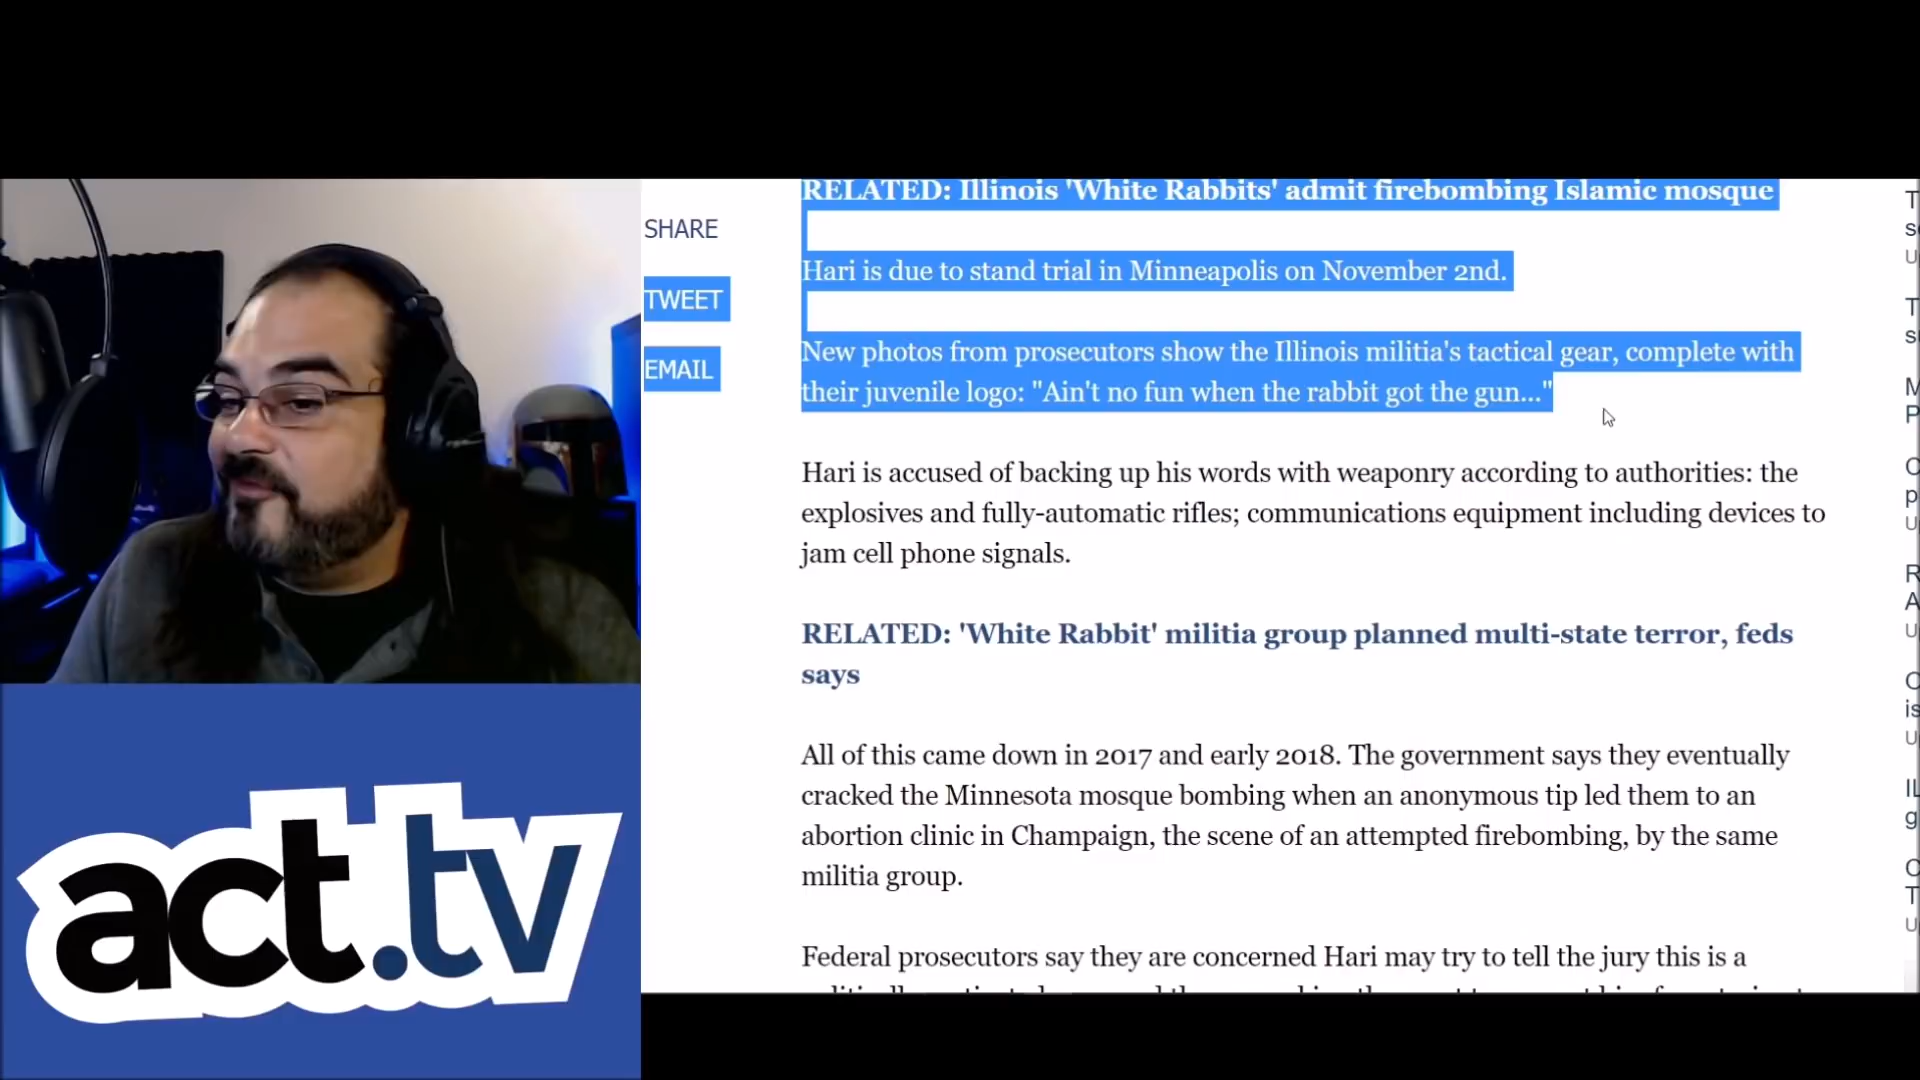 RELATED: Illinois 'White Rabbits' admit firebombing Islamic mosque
SHARE
TWEET
EMAIL
Hari is due to stand trial in Minneapolis on November 2nd.
New photos from prosecutors show the Illinois militia's tactical gear, complete with
their juvenile logo: "Ain't no fun when the rabbit got the gun..."
Hari is accused of backing up his words with weaponry according to authorities: the
explosives and fully-automatic rifles; communications equipment including devices to
jam cell phone signals.
RELATED: 'White Rabbit' militia group planned multi-state terror, feds
says
All of this came down in 2017 and early 2018. The government says they eventually
cracked the Minnesota mosque bombing when an anonymous tip led them to an
abortion clinic in Champaign, the scene of an attempted firebombing, by the same
militia group.
Federal prosecutors say they are concerned Hari may try to tell the jury this is a
act.tv